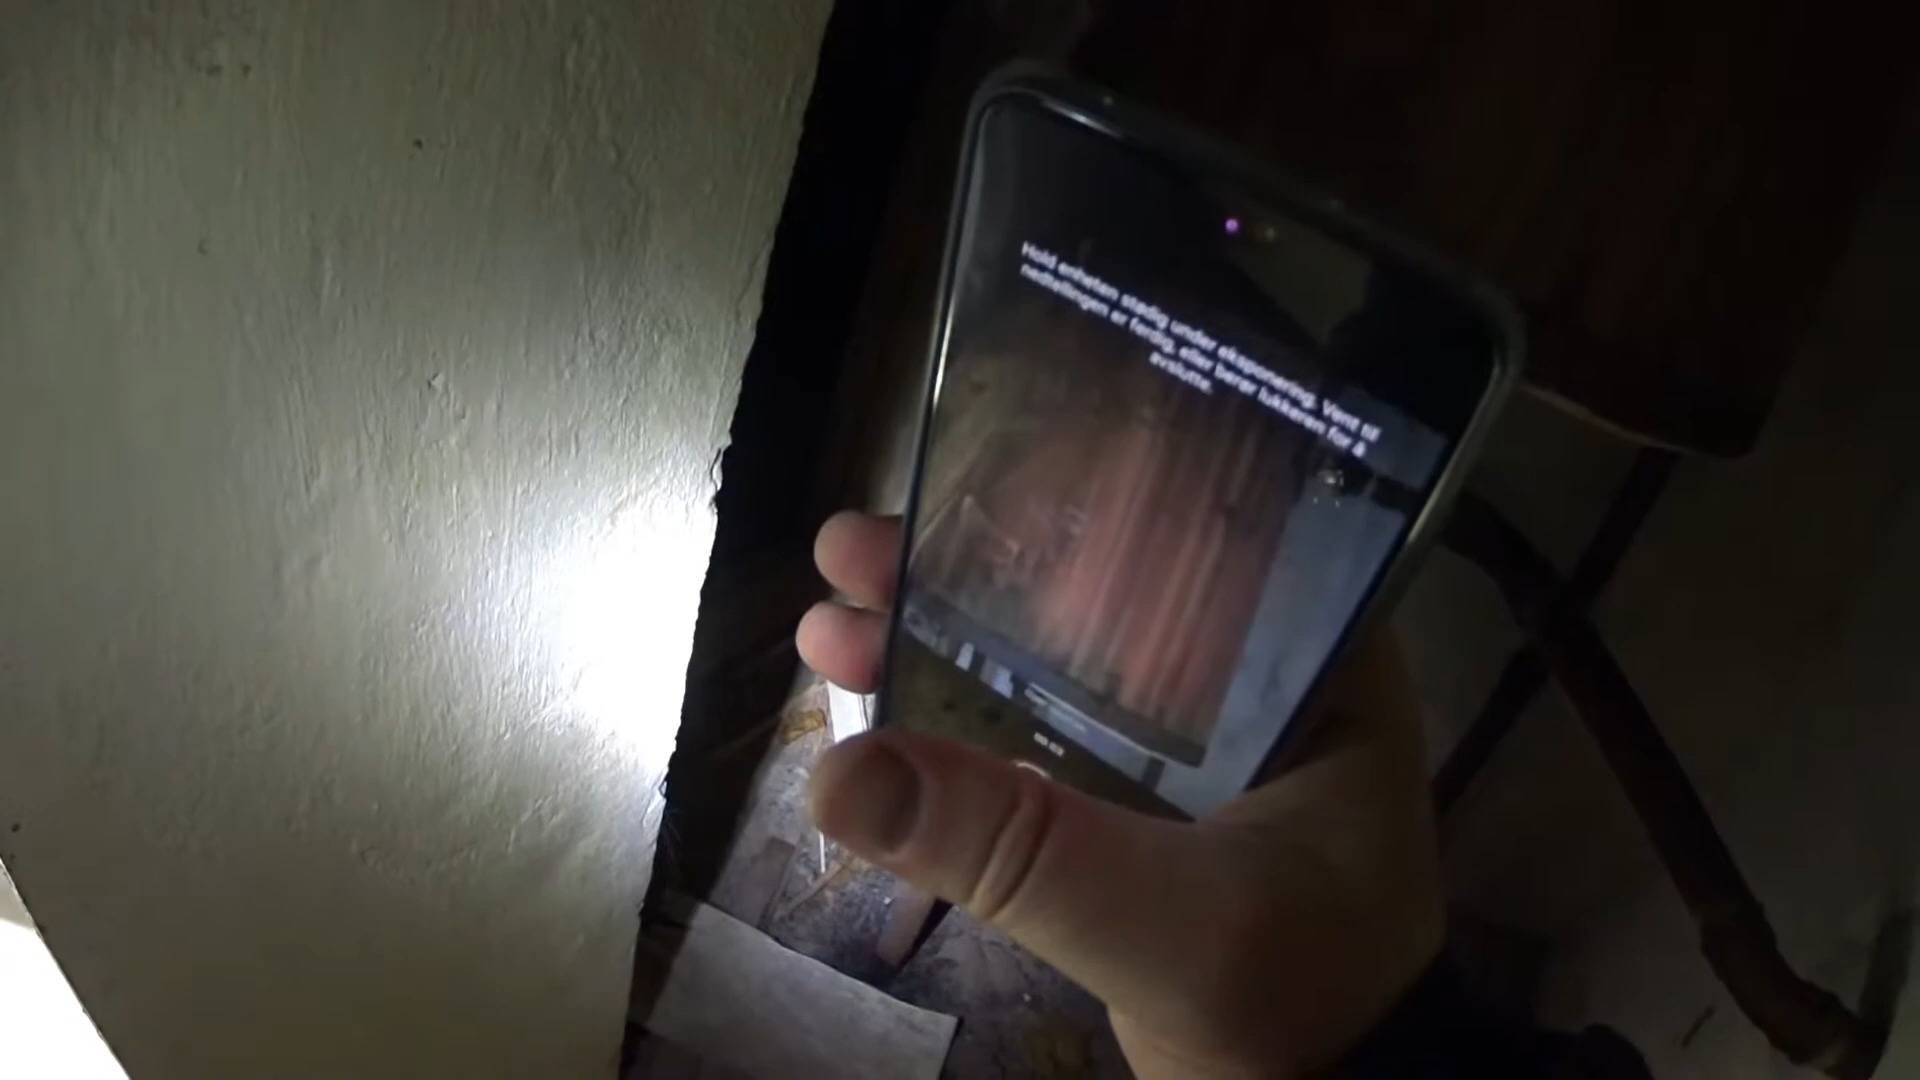 Hold enheten stødig under eksponering. Vent til
nedtellingen er ferdig, eller berør lukkeren for å
avslutte.